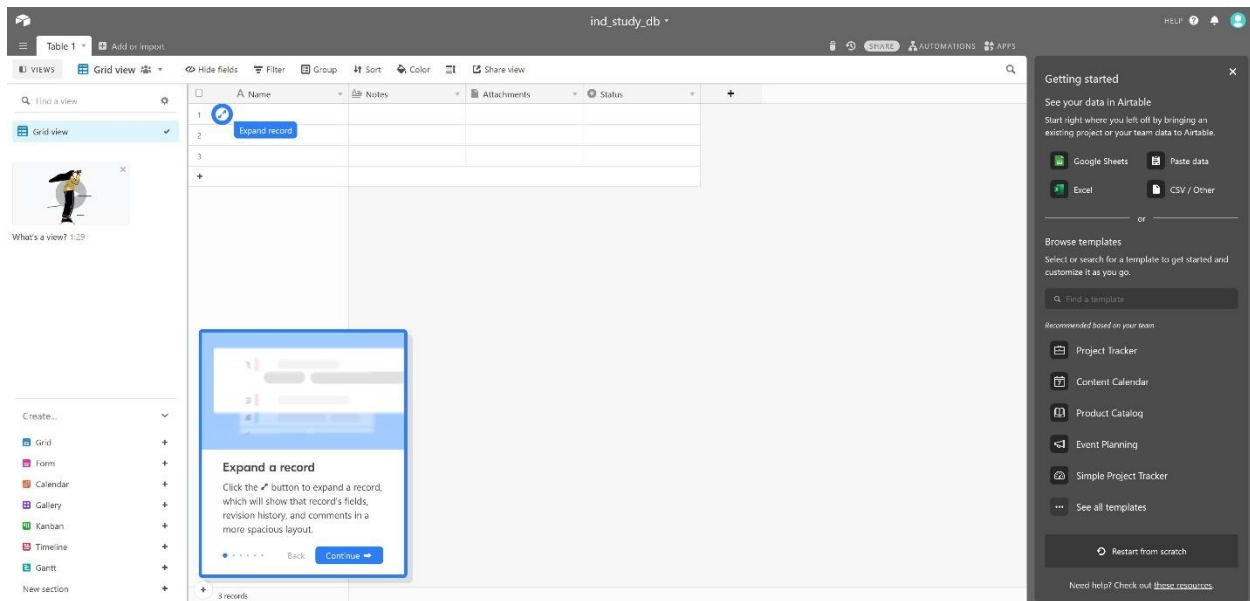 ind_study_db
HELP
Table 1
Add or import
SHARE
AUTOMATIONS
APPS
VIEWS
Grid view
Hide fields
Filter
Group
Sort
Color
Share view
Find a view
Grid view
What's a view? 1:29
Create...
Grid
Form
Calendar
Gallery
Kanban
Timeline
Gantt
New section
A Name
Notes
Attachments
Status
1
Expand record
2
3
Expand a record
Click the button to expand a record,
which will show that record's fields,
revision history, and comments in a
more spacious layout.
Back
Continue
3 records
Getting started
See your data in Airtable
Start right where you left off by bringing an
existing project or your team data to Airtable.
Google Sheets
Paste data
Excel
CSV / Other
or
Browse templates
Select or search for a template to get started and
customize it as you go.
Find a template
Recommended based on your team
Project Tracker
Content Calendar
Product Catalog
Event Planning
Simple Project Tracker
See all templates
Restart from scratch
Need help? Check out these resources.